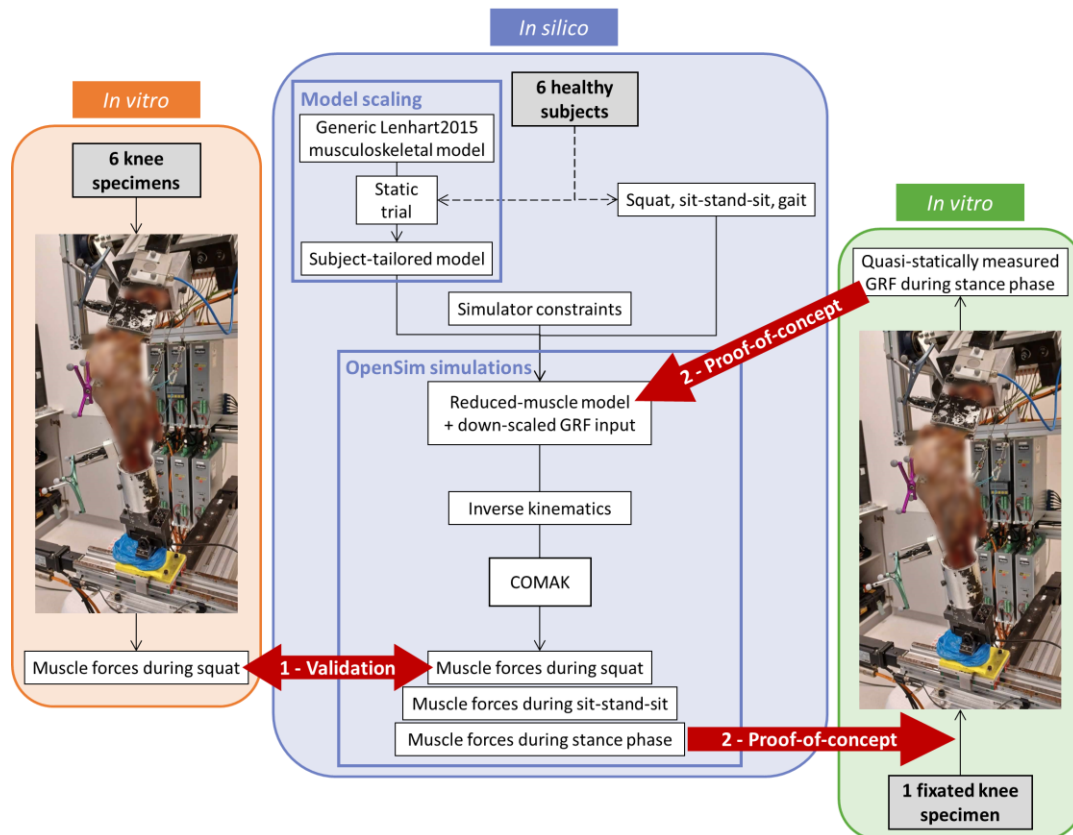 In silico
In vitro
6 knee
specimens
Muscle forces during squat
1 - Validation
Model scaling
Generic Lenhart2015
musculoskeletal model
Static
trial
Subject-tailored model
6 healthy
subjects
Squat, sit-stand-sit, gait
Simulator constraints
OpenSim simulations
Reduced-muscle model
+ down-scaled GRF input
Inverse kinematics
COMAK
Muscle forces during squat
Muscle forces during sit-stand-sit
Muscle forces during stance phase
2 - Proof-of-concept
2 - Proof-of-concept
In vitro
Quasi-statically measured
GRF during stance phase
1 fixated knee
specimen